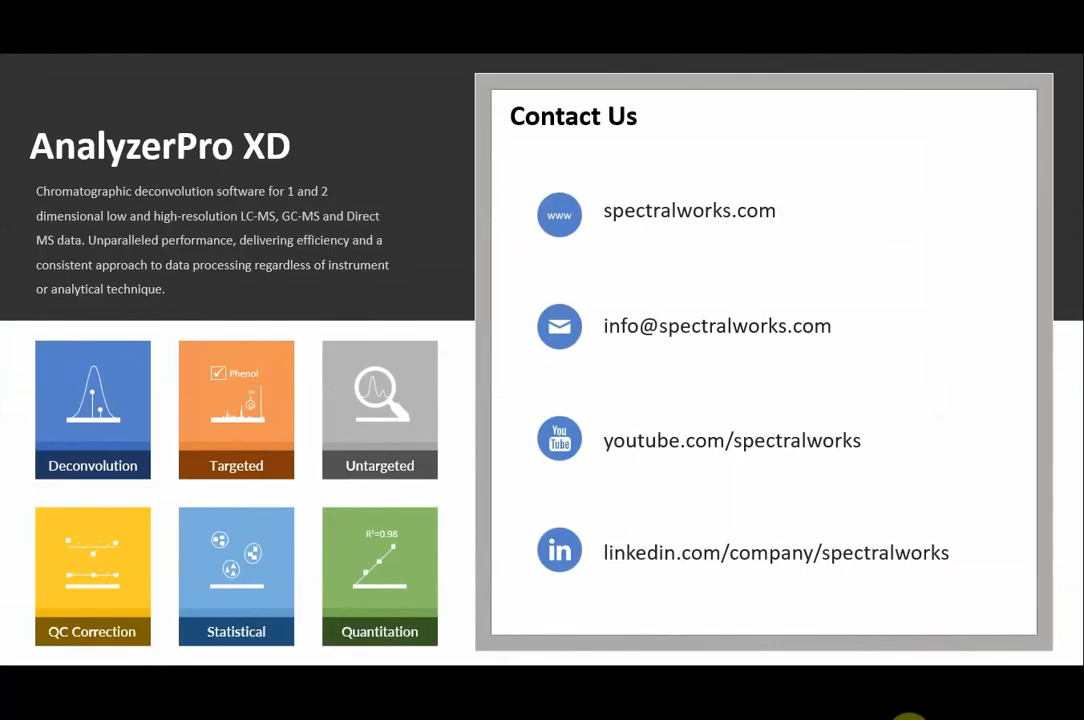 AnalyzerPro XD
Chromatographic deconvolution software for 1 and 2
dimensional low and high-resolution LC-MS, GC-MS and Direct
MS data. Unparalleled performance, delivering efficiency and a
consistent approach to data processing regardless of instrument
or analytical technique.
Phenol
Deconvolution
Targeted
Untargeted
R²=0.98
QC Correction
Statistical
Quantitation
Contact Us
www
spectralworks.com
info@spectralworks.com
You
Tube
youtube.com/spectralworks
in
linkedin.com/company/spectralworks